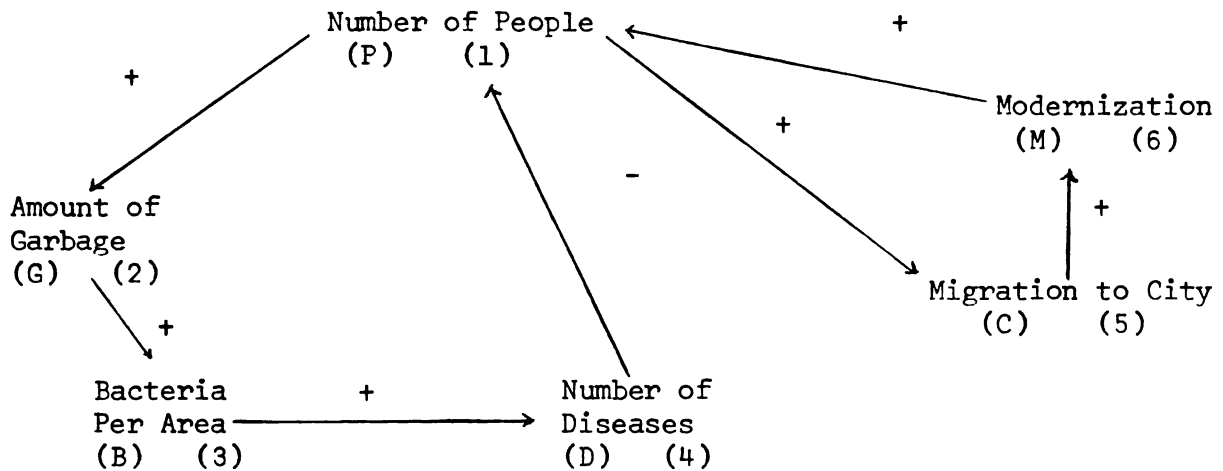 Number of People
(P) (1)
+
+
+
-
Modernization
(M) (6)
+
Amount of
Garbage
(G) (2)
+
Migration to City
(C) (5)
Bacteria
Per Area
(B) (3)
+
Number of
Diseases
(D) (4)